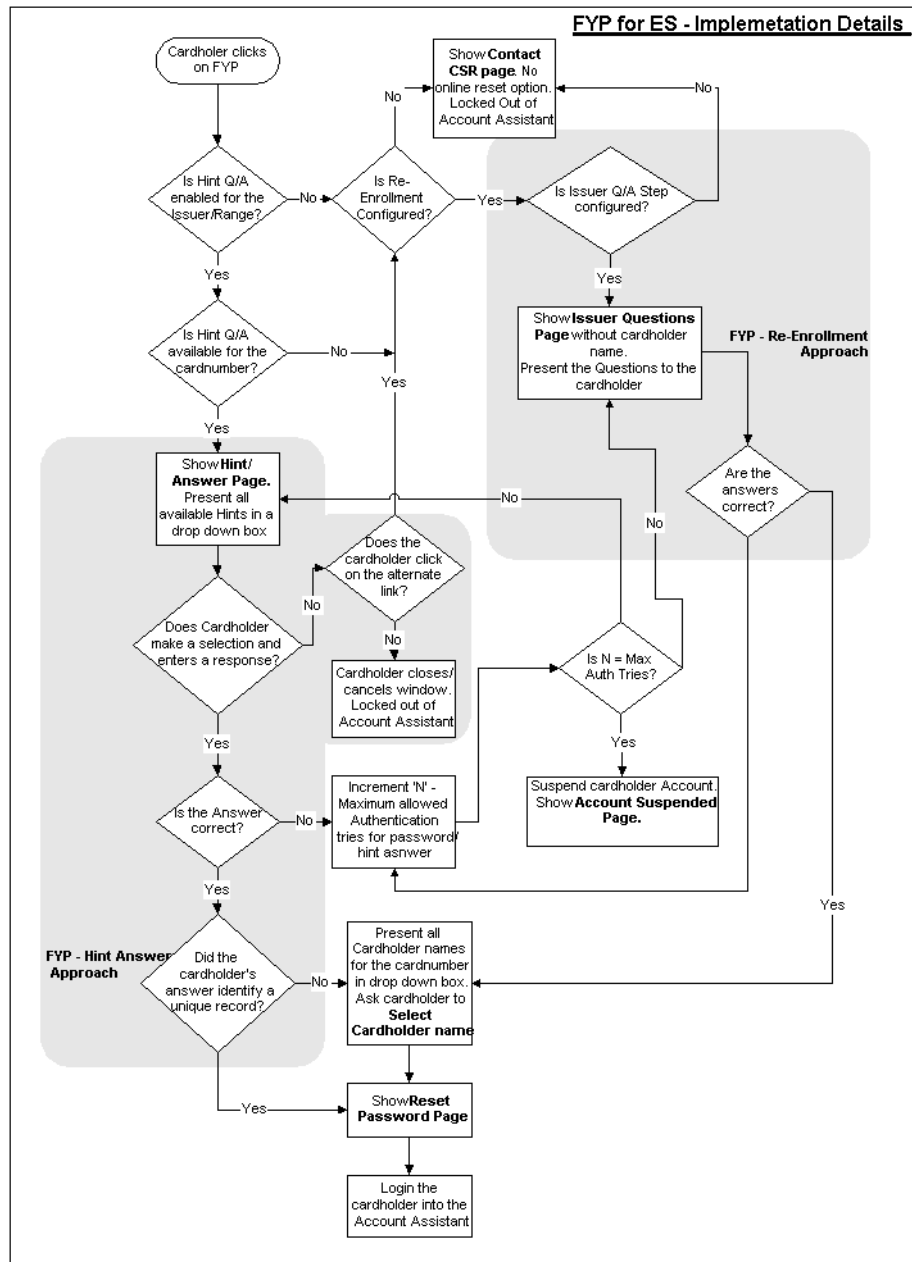 FYP for ES - Implemetation Details
Cardholer clicks
on FYP
Show Contact
CSR page. No
online reset option.
Locked Out of
Account Assistant
No
No
Is Hint Q/A
enabled for the
Issuer/Range?
No
Is Re-
Enrollment
Configured?
Yes
Is Issuer Q/A Step
configured?
Yes
Yes
Is Hint Q/A
available for the
cardnumber?
No
Yes
Show Issuer Questions
Page without cardholder
name.
Present the Questions to the
cardholder
FYP - Re-Enrollment
Approach
Yes
Show Hint/
Answer Page.
Present all
available Hints in a
drop down box
No
Are the
answers
correct?
No
Does the
cardholder click
on the alternate
link?
No
Does Cardholder
make a selection and
enters a response?
No
Cardholder closes/
cancels window.
Locked out of
Account Assistant
Is N = Max
Auth Tries?
Yes
Yes
Suspend cardholder Account.
Show Account Suspended
Page.
Is the Answer
correct?
No
Increment 'N' -
Maximum allowed
Authentication
tries for password/
hint asnwer
Yes
Yes
FYP - Hint Answer
Approach
Did the
cardholder's
answer identify a
unique record?
No
Present all
Cardholder names
for the cardnumber
in drop down box.
Ask cardholder to
Select
Cardholder name
Yes
Show Reset
Password Page
Login the
cardholder into the
Account Assistant